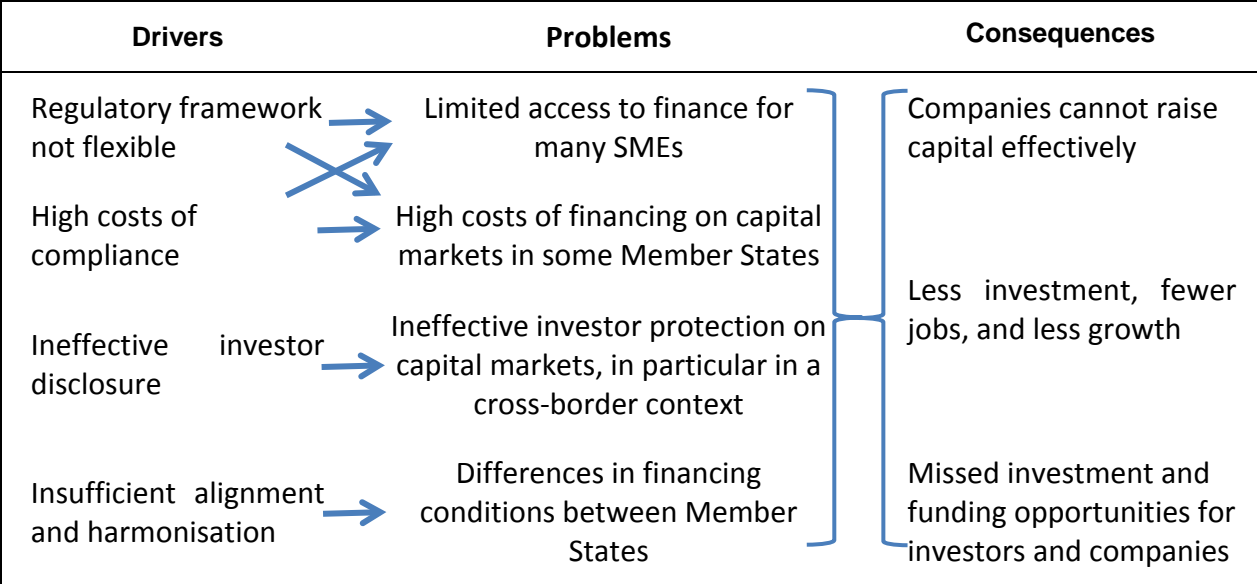 Drivers
Problems
Consequences
Regulatory framework
not flexible
High costs of
compliance
Ineffective investor
disclosure
Insufficient alignment
and harmonisation
Limited access to finance for
many SMEs
High costs of financing on capital
markets in some Member States
Ineffective investor protection on
capital markets, in particular in a
cross-border context
Differences in financing
conditions between Member
States
Companies cannot raise
capital effectively
Less investment, fewer
jobs, and less growth
Missed investment and
funding opportunities for
investors and companies